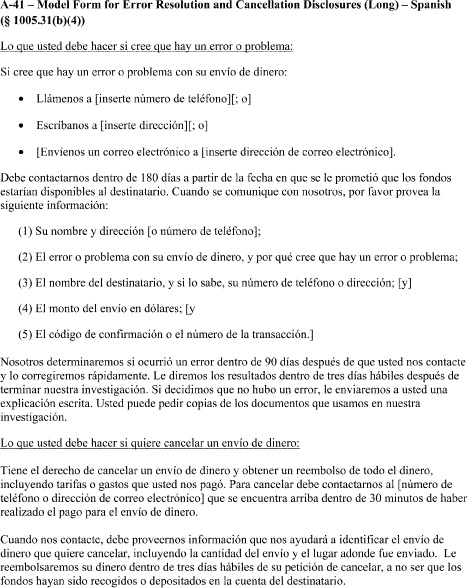 A-41 – Model Form for Error Resolution and Cancellation Disclosures (Long) – Spanish
(§ 1005.31(b)(4))
Lo que usted debe hacer si cree que hay un error o problema:
Si cree que hay un error o problema con su envío de dinero:
• Llámenos a [inserte número de teléfono][; o]
• Escríbanos a [inserte dirección][; o]
• [Envíenos un correo electrónico a [inserte dirección de correo electrónico].
Debe contactarnos dentro de 180 días a partir de la fecha en que se le prometió que los fondos
estarían disponibles al destinatario. Cuando se comunique con nosotros, por favor provea la
siguiente información:
(1) Su nombre y dirección [o número de teléfono];
(2) El error o problema con su envío de dinero, y por qué cree que hay un error o problema;
(3) El nombre del destinatario, y si lo sabe, su número de teléfono o dirección; [y]
(4) El monto del envío en dólares; [y
(5) El código de confirmación o el número de la transacción.]
Nosotros determinaremos si ocurrió un error dentro de 90 días después de que usted nos contacte
y lo corregiremos rápidamente. Le diremos los resultados dentro de tres días hábiles después de
terminar nuestra investigación. Si decidimos que no hubo un error, le enviaremos a usted una
explicación escrita. Usted puede pedir copias de los documentos que usamos en nuestra
investigación.
Lo que usted debe hacer si quiere cancelar un envío de dinero:
Tiene el derecho de cancelar un envío de dinero y obtener un reembolso de todo el dinero,
incluyendo tarifas o gastos que usted nos pagó. Para cancelar debe contactarnos al [número de
teléfono o dirección de correo electrónico] que se encuentra arriba dentro de 30 minutos de haber
realizado el pago para el envío de dinero.
Cuando nos contacte, debe proveernos información que nos ayudará a identificar el envío de
dinero que quiere cancelar, incluyendo la cantidad del envío y el lugar adonde fue enviado. Le
reembolsaremos su dinero dentro de tres días hábiles de su petición de cancelar, a no ser que los
fondos hayan sido recogidos o depositados en la cuenta del destinatario.